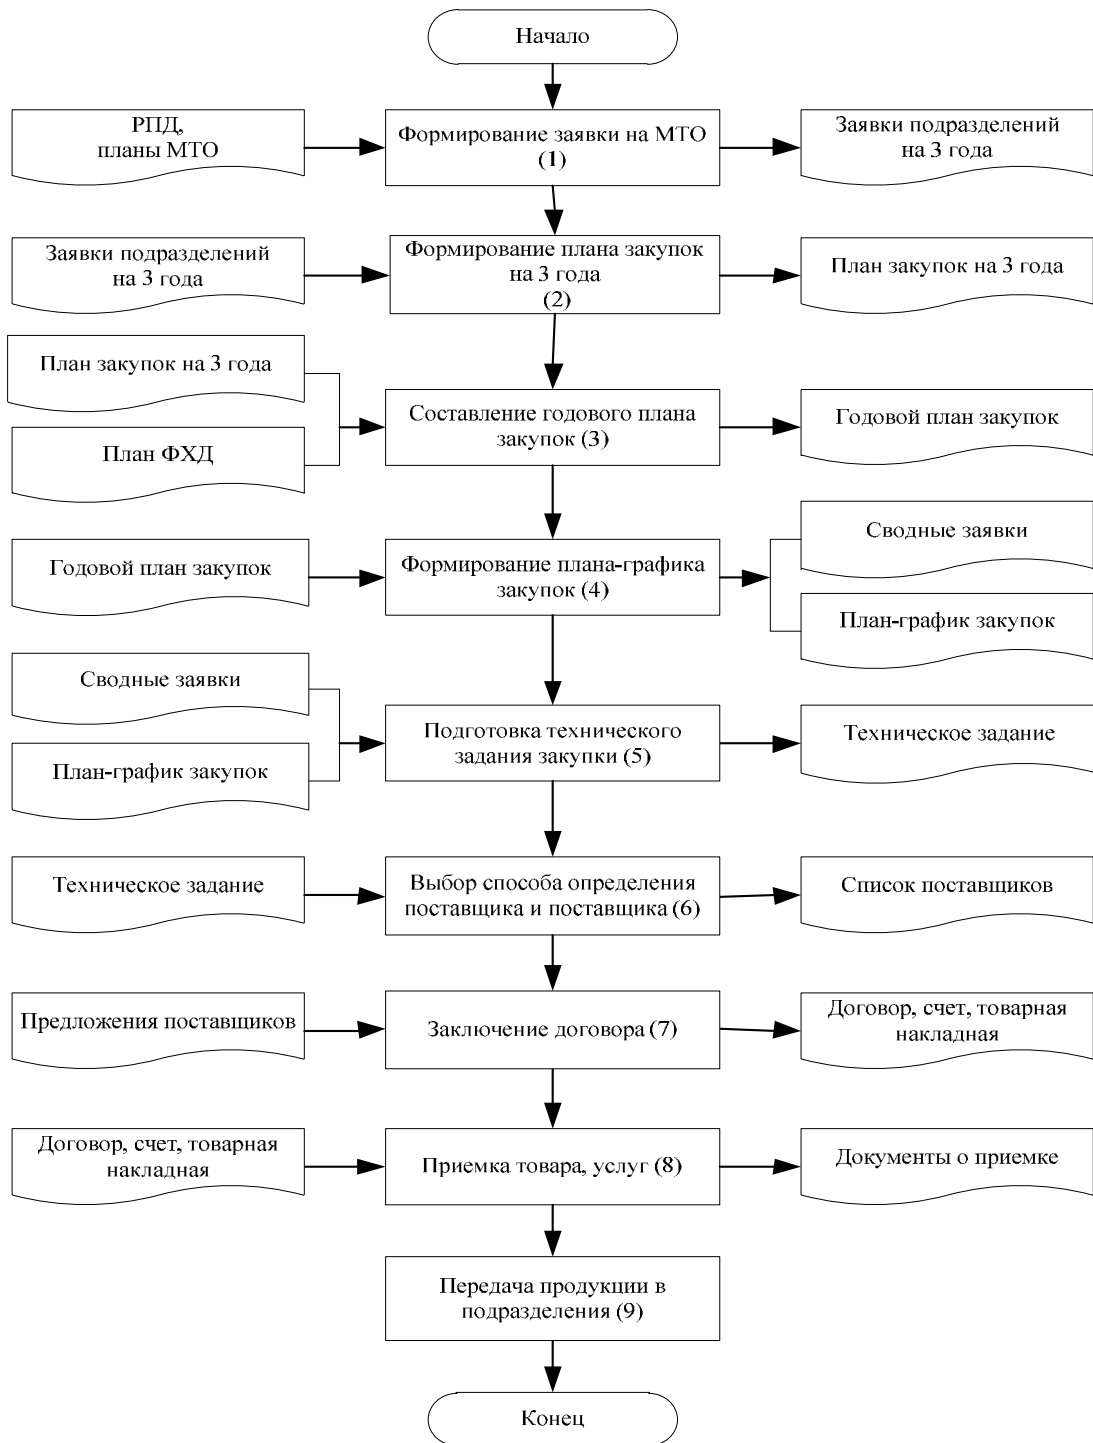 Начало
РПД,
планы МТО
Формирование заявки на МТО
(1)
Заявки подразделений
на 3 года
Заявки подразделений
на 3 года
Формирование плана закупок
на 3 года
(2)
План закупок на 3 года
План закупок на 3 года
План ФХД
Составление годового плана
закупок (3)
Годовой план закупок
Годовой план закупок
Формирование плана-графика
закупок (4)
Сводные заявки
План-график закупок
Сводные заявки
План-график закупок
Подготовка технического
задания закупки (5)
Техническое задание
Техническое задание
Выбор способа определения
поставщика и поставщика (6)
Список поставщиков
Предложения поставщиков
Заключение договора (7)
Договор, счет, товарная
накладная
Договор, счет, товарная
накладная
Приемка товара, услуг (8)
Документы о приемке
Передача продукции в
подразделения (9)
Конец